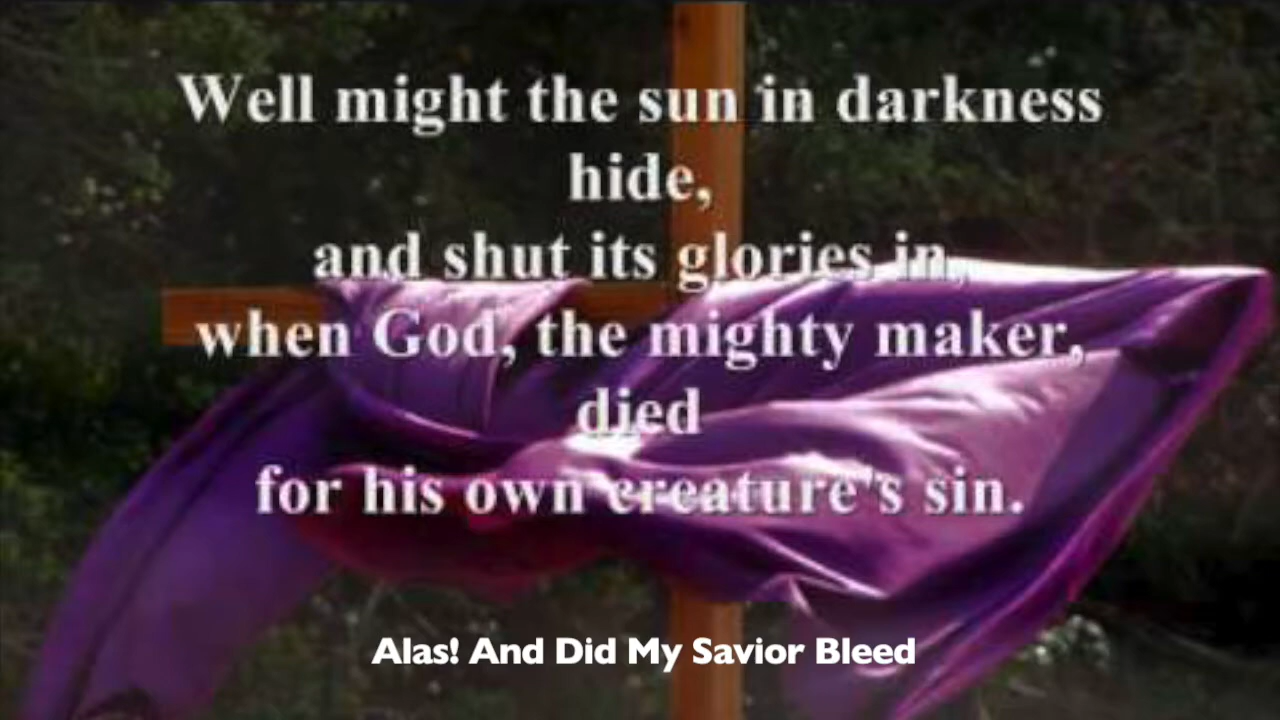 Well might the sun in darkness
hide,
and shut its glories in,
when God, the mighty maker,
died
for his own creature's sin.
Alas! And Did My Savior Bleed